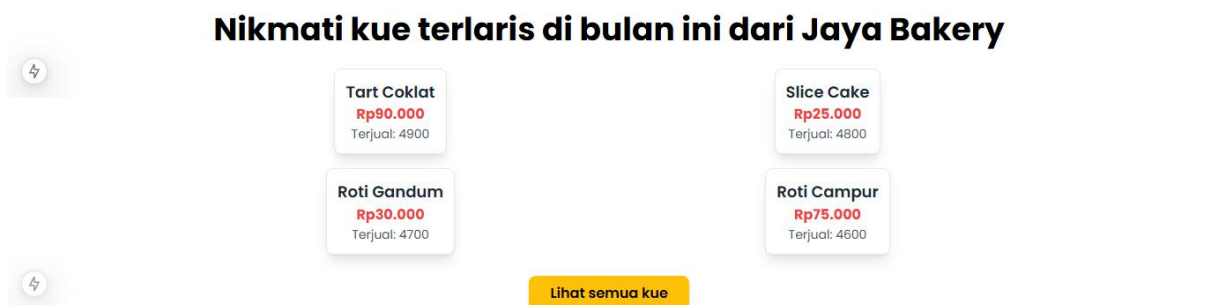 Nikmati kue terlaris di bulan ini dari Jaya Bakery
Tart Coklat
Rp90.000
Terjual: 4900
Slice Cake
Rp25.000
Terjual: 4800
Roti Gandum
Rp30.000
Terjual: 4700
Roti Campur
Rp75.000
Terjual: 4600
Lihat semua kue